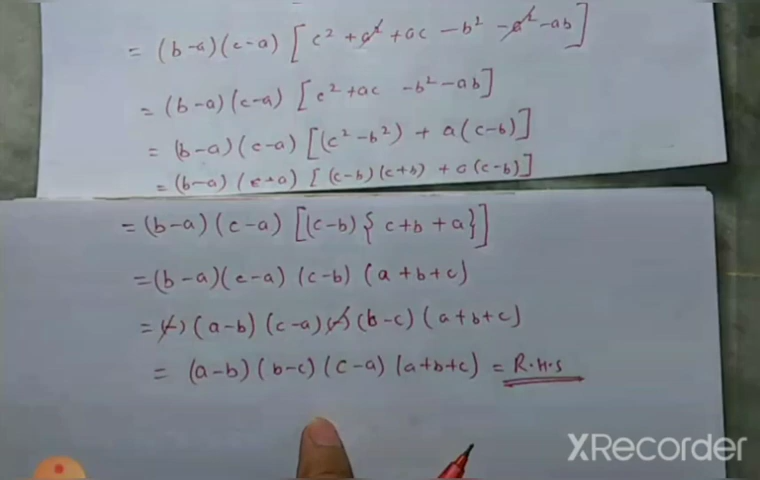 = (b-a)(c-a) [c² + a² + ac - b² - a² - ab]
= (b-a)(c-a) [c² + ac - b² - ab]
= (b-a)(c-a) [(c² - b²) + a(c-b)]
= (b-a)(c-a) [(c-b)(c+b) + a(c-b)]
= (b-a)(c-a) [(c-b){c+b+a}]
= (b-a)(c-a)(c-b)(a+b+c)
= (-)(a-b)(c-a)(-)(b-c)(a+b+c)
= (a-b)(b-c)(c-a)(a+b+c) = R.H.S
XRecorder